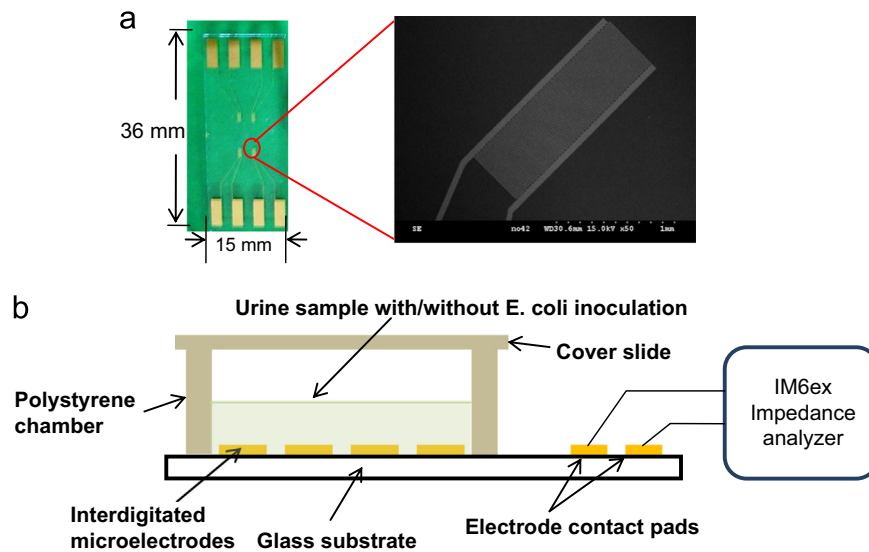 a
36 mm
15 mm
SE no42 WD30.6mm 15.0kV x50 1mm
b
Urine sample with/without E. coli inoculation
Cover slide
Polystyrene
chamber
IM6ex
Impedance
analyzer
Interdigitated
microelectrodes
Glass substrate
Electrode contact pads